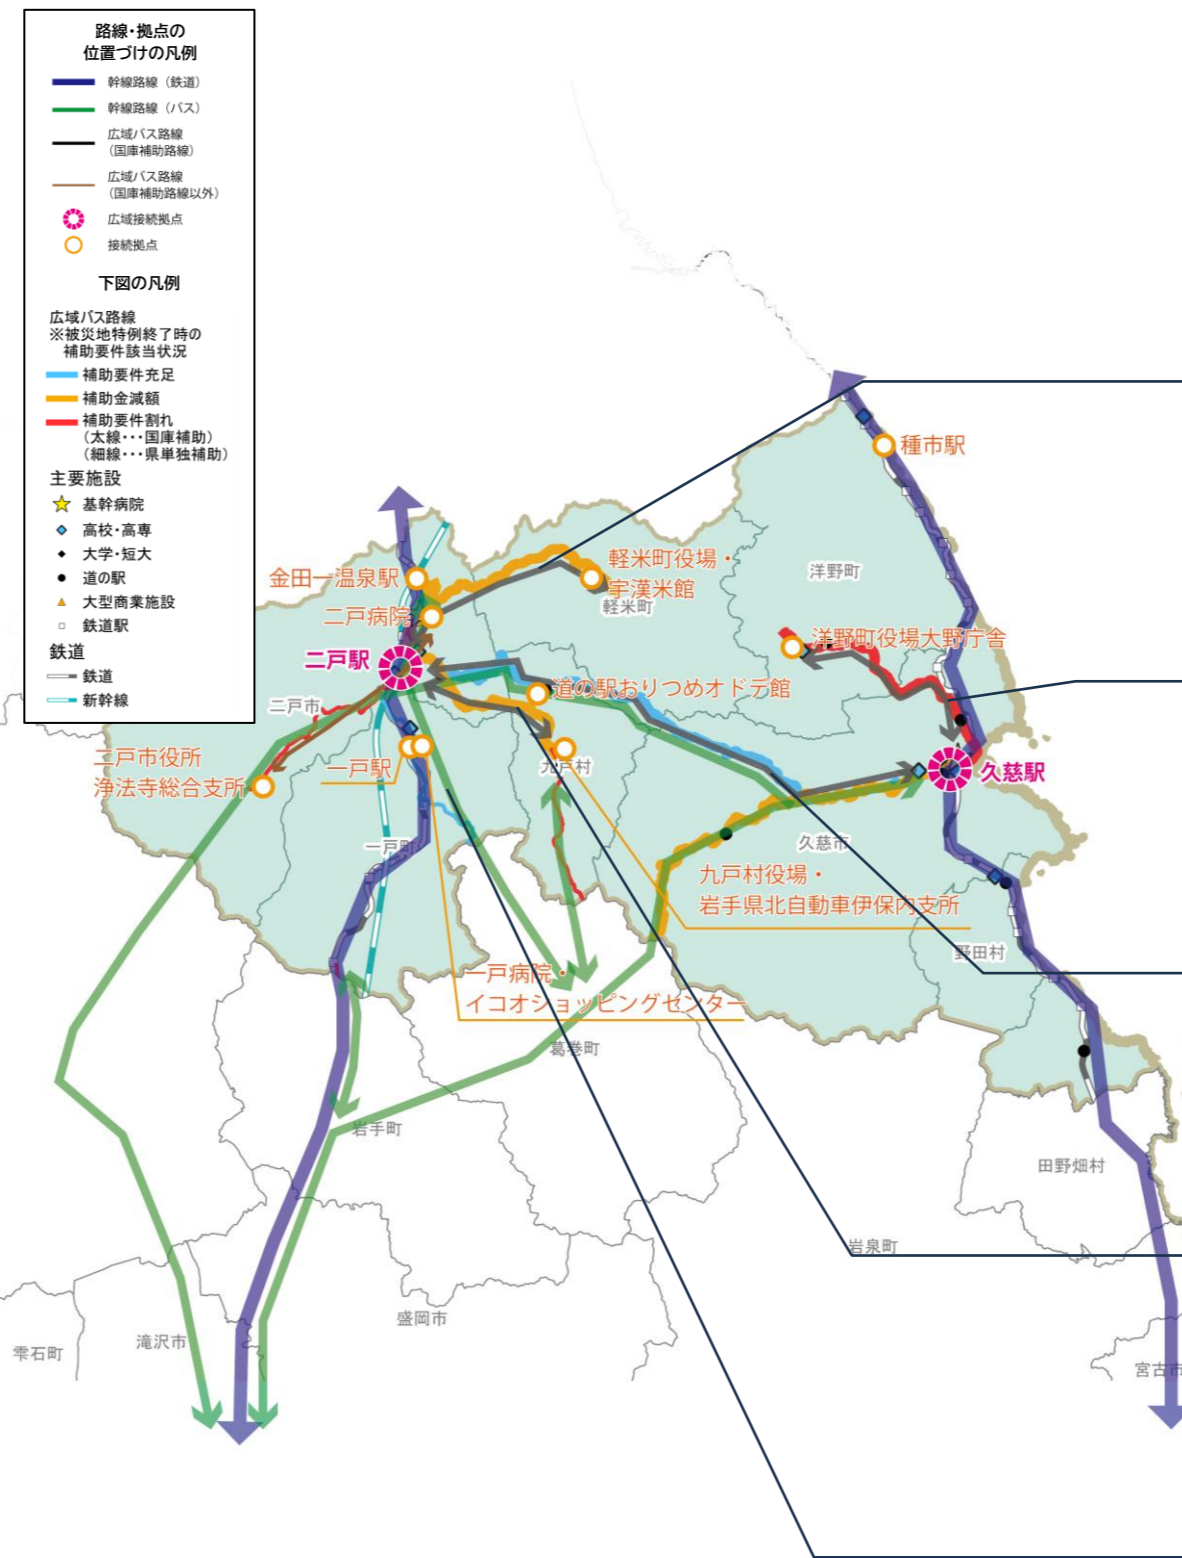 路線・拠点の
位置づけの凡例
幹線路線（鉄道）
幹線路線（バス）
広域バス路線
（国庫補助路線）
広域バス路線
（国庫補助路線以外）
広域接続拠点
接続拠点
下図の凡例
広域バス路線
※被災地特例終了時の
補助要件該当状況
補助要件充足
補助金減額
補助要件割れ
（太線・・・国庫補助）
（細線・・・県単独補助）
主要施設
基幹病院
高校・高専
大学・短大
道の駅
大型商業施設
鉄道駅
鉄道
鉄道
新幹線
種市駅
洋野町
金田一温泉駅
軽米町役場・
宇漢米館
軽米町
二戸病院
洋野町役場大野庁舎
二戸駅
道の駅おりつめオドデ館
二戸市
二戸市役所
浄法寺総合支所
一戸駅
九戸村
久慈駅
一戸町
久慈市
九戸村役場・
岩手県北自動車伊保内支所
野田村
一戸病院・
イコオショッピングセンター
葛巻町
岩手町
田野畑村
岩泉町
盛岡市
滝沢市
雫石町
宮古市